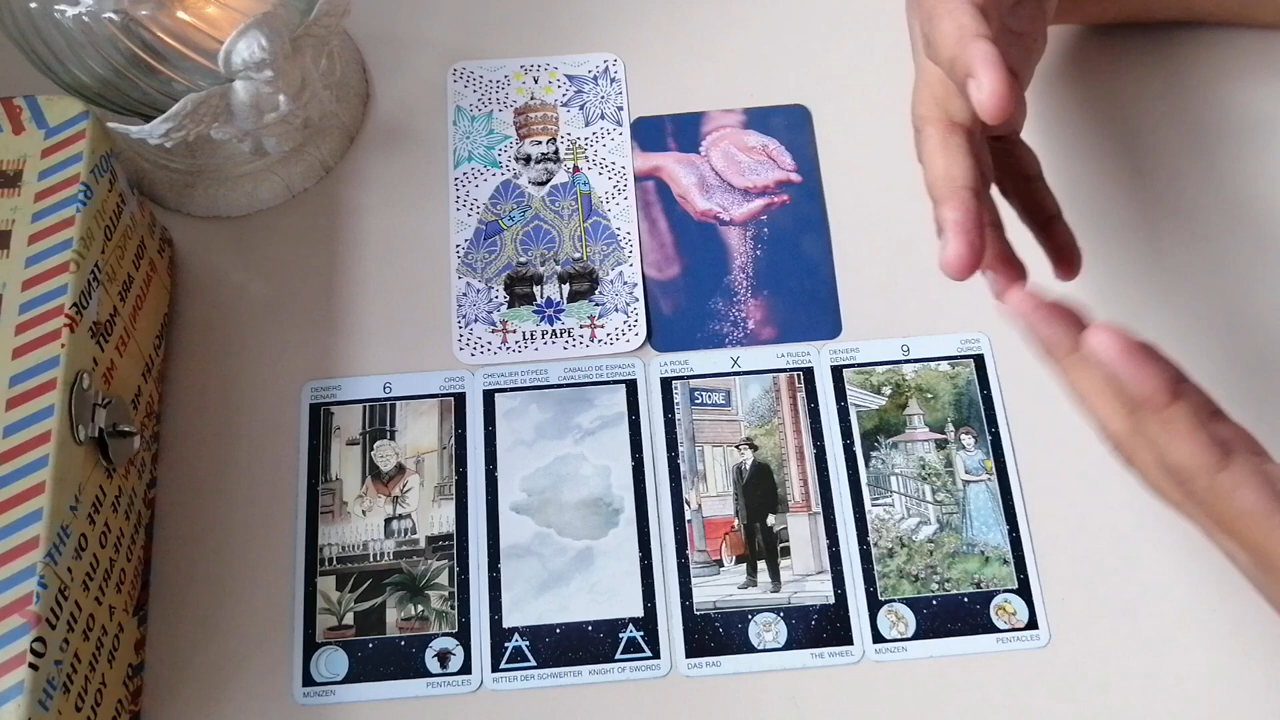 V
LE PAPE
DENIERS
DENARI
6
OROS
OUROS
MÜNZEN
PENTACLES
CHEVALIER D'ÉPÉES
CAVALIERE DI SPADE
CABALLO DE ESPADAS
CAVALEIRO DE ESPADAS
RITTER DER SCHWERTER
KNIGHT OF SWORDS
LA ROUE
LA RUOTA
X
LA RUEDA
A RODA
STORE
DAS RAD
THE WHEEL
DENIERS
DENARI
9
OROS
OUROS
MÜNZEN
PENTACLES